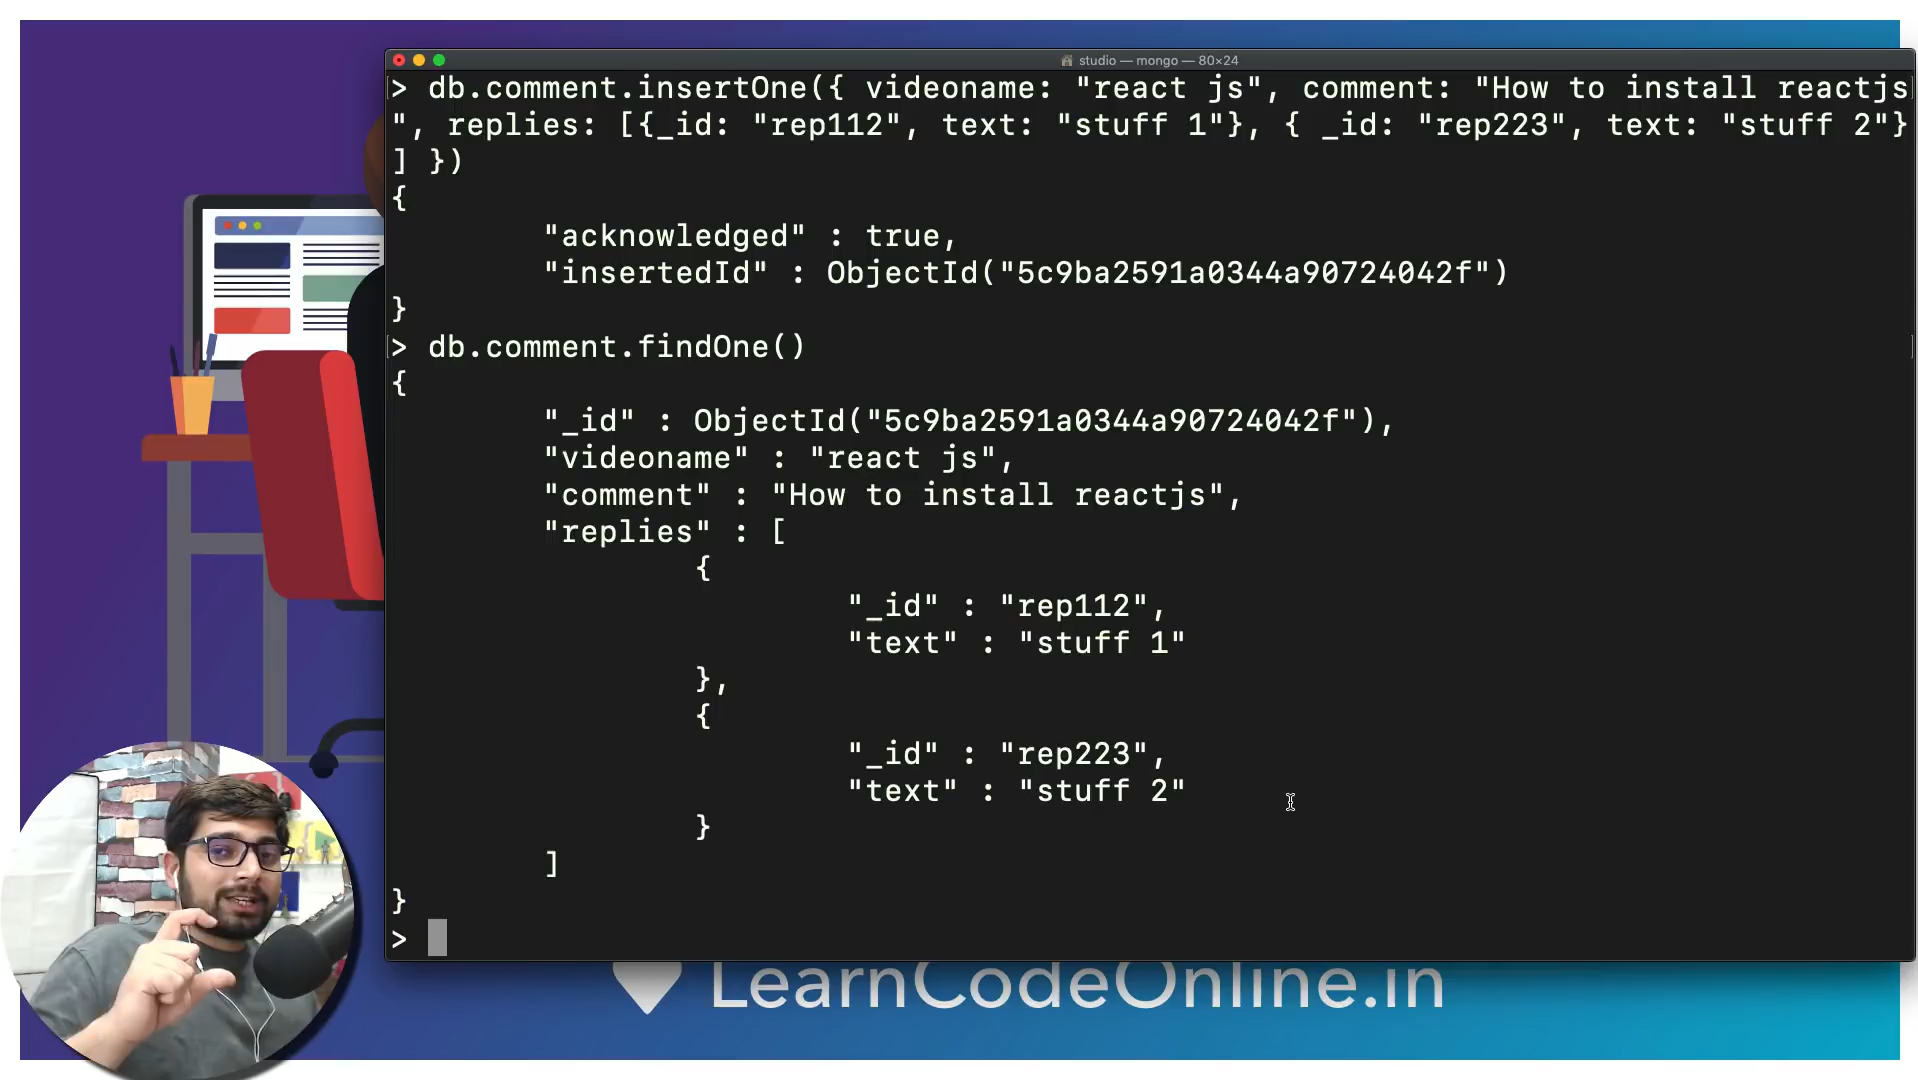 studio — mongo — 80×24
> db.comment.insertOne({ videoname: "react js", comment: "How to install reactjs
", replies: [{_id: "rep112", text: "stuff 1"}, { _id: "rep223", text: "stuff 2"}
] })
{
"acknowledged" : true,
"insertedId" : ObjectId("5c9ba2591a0344a90724042f")
}
> db.comment.findOne()
{
"_id" : ObjectId("5c9ba2591a0344a90724042f"),
"videoname" : "react js",
"comment" : "How to install reactjs",
"replies" : [
{
"_id" : "rep112",
"text" : "stuff 1"
},
{
"_id" : "rep223",
"text" : "stuff 2"
}
]
}
>
LearnCodeOnline.in